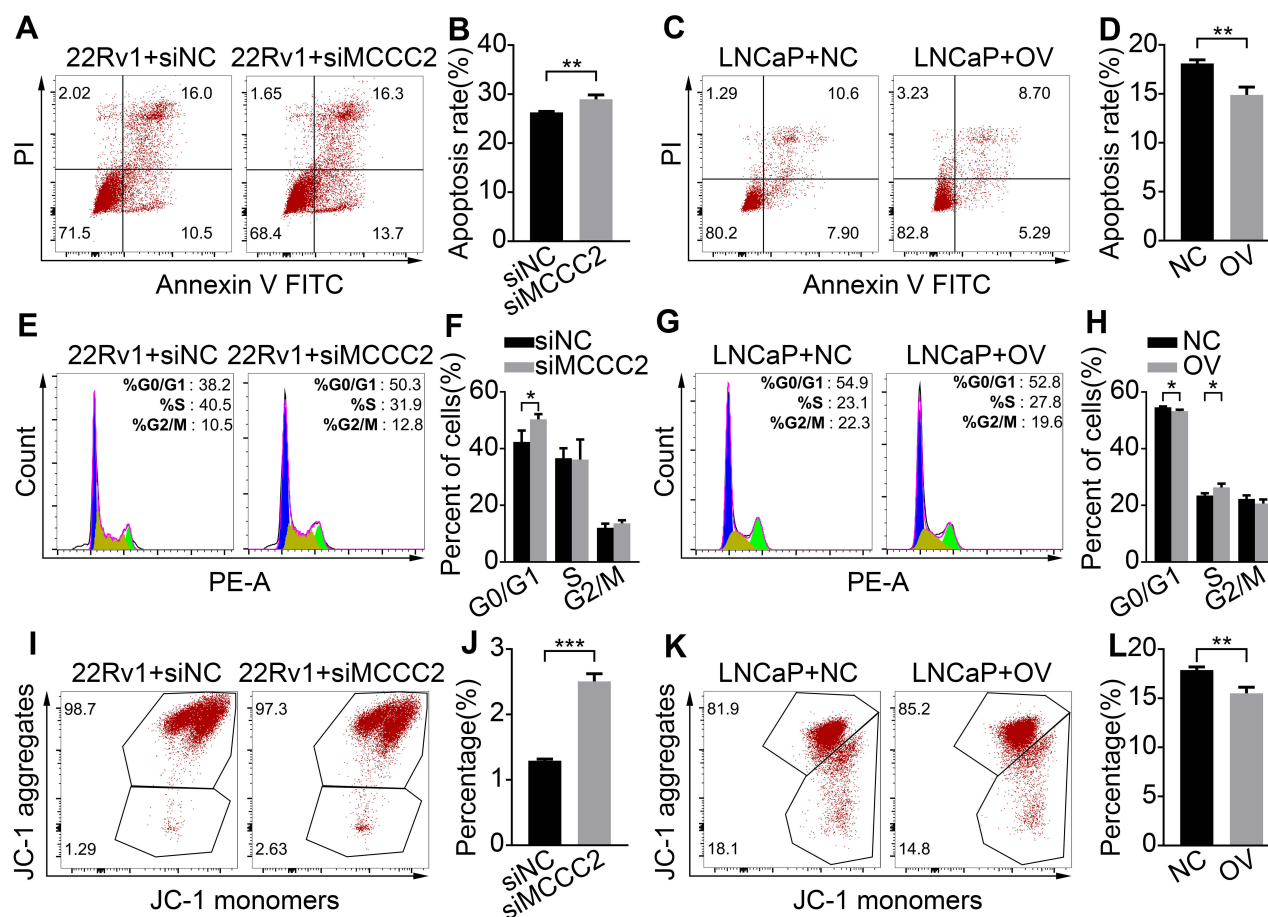 A
22Rv1+siNC
22Rv1+siMCCC2
PI
2.02
16.0
71.5
10.5
1.65
16.3
68.4
13.7
Annexin V FITC
B
Apoptosis rate(%)
40
30
20
10
0
**
siNC
siMCCC2
C
LNCaP+NC
LNCaP+OV
PI
1.29
10.6
80.2
7.90
3.23
8.70
82.8
5.29
Annexin V FITC
D
Apoptosis rate(%)
20
15
10
5
0
**
NC
OV
E
22Rv1+siNC
22Rv1+siMCCC2
Count
%G0/G1 : 38.2
%S : 40.5
%G2/M : 10.5
%G0/G1 : 50.3
%S : 31.9
%G2/M : 12.8
PE-A
F
siNC
siMCCC2
Percent of cells(%)
60
40
20
0
*
G0/G1
S
G2/M
G
LNCaP+NC
LNCaP+OV
Count
%G0/G1 : 54.9
%S : 23.1
%G2/M : 22.3
%G0/G1 : 52.8
%S : 27.8
%G2/M : 19.6
PE-A
H
NC
OV
Percent of cells(%)
60
40
20
0
*
*
G0/G1
S
G2/M
I
22Rv1+siNC
22Rv1+siMCCC2
JC-1 aggregates
98.7
1.29
97.3
2.63
JC-1 monomers
J
Percentage(%)
3
2
1
0
***
siNC
siMCCC2
K
LNCaP+NC
LNCaP+OV
JC-1 aggregates
81.9
18.1
85.2
14.8
JC-1 monomers
L
Percentage(%)
20
15
10
5
0
**
NC
OV